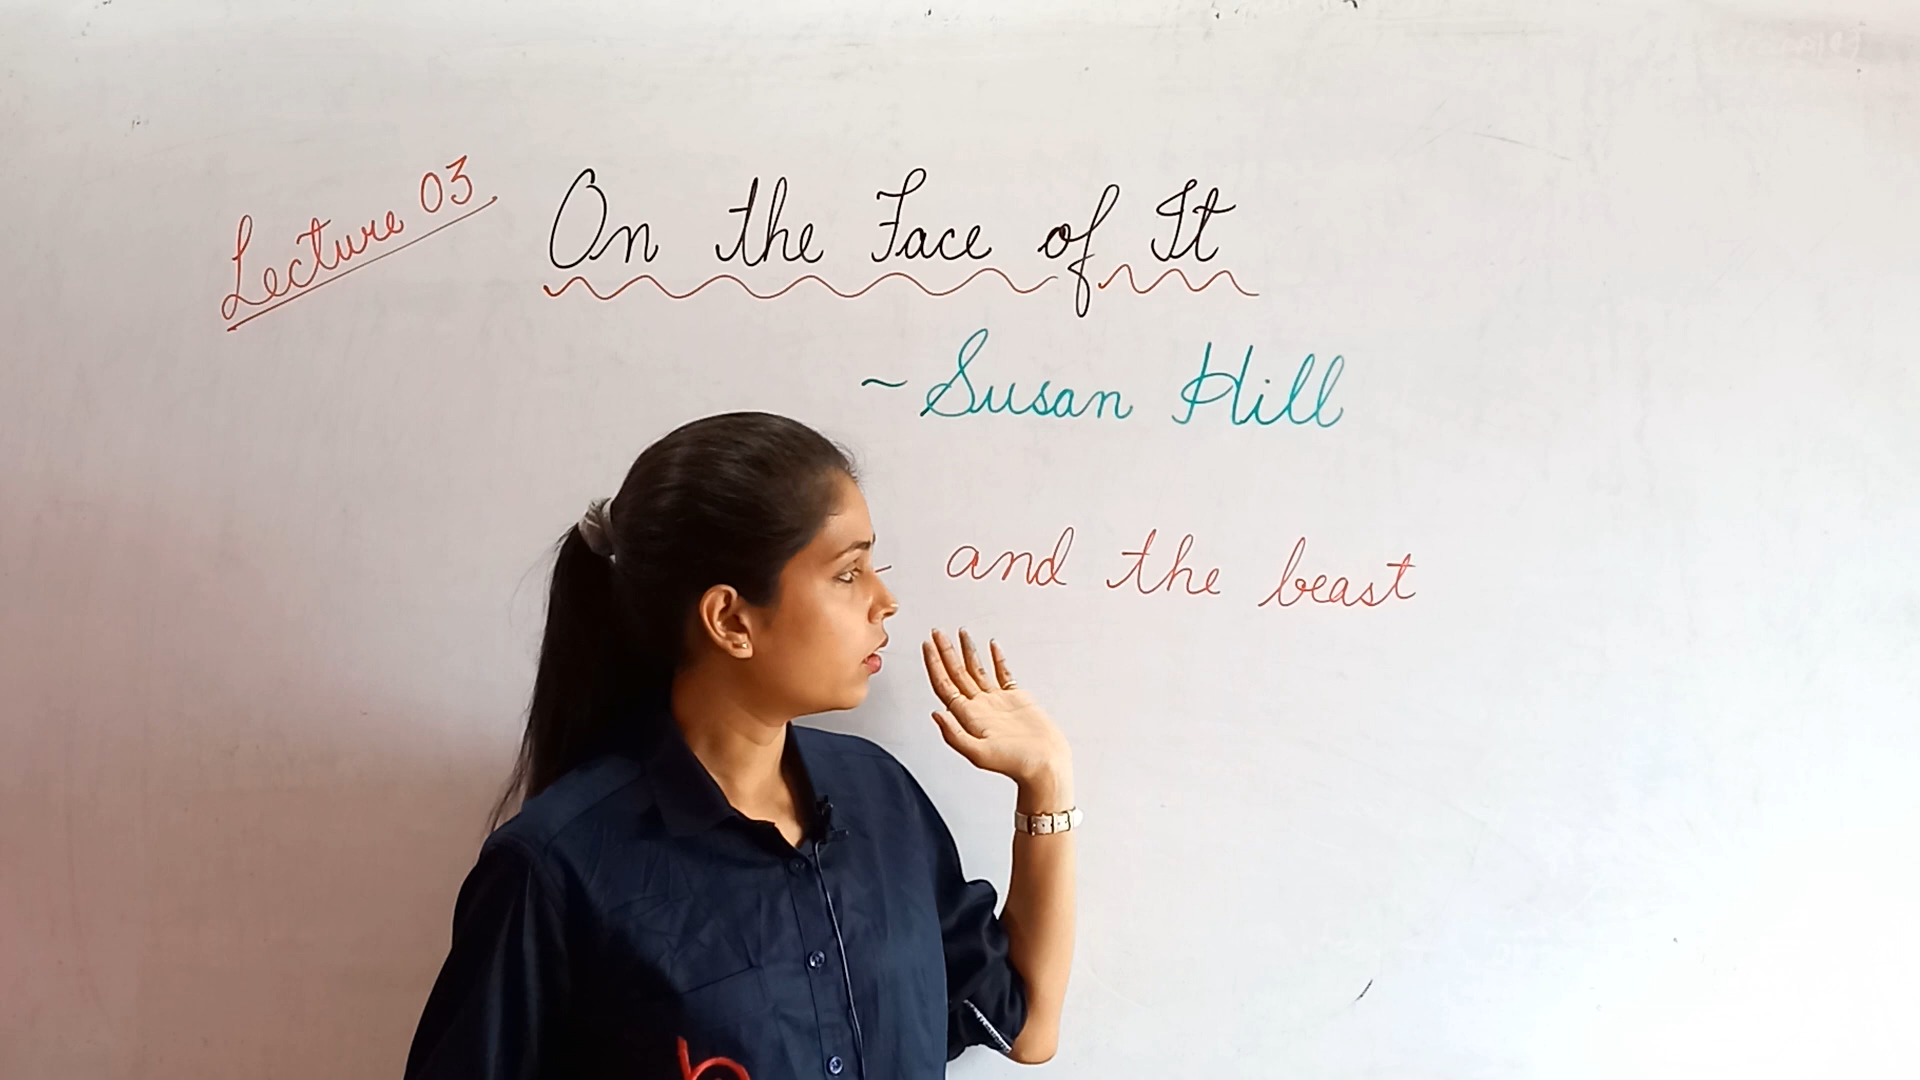 Lecture 03
On the Face of It
~ Susan Hill
and the beast